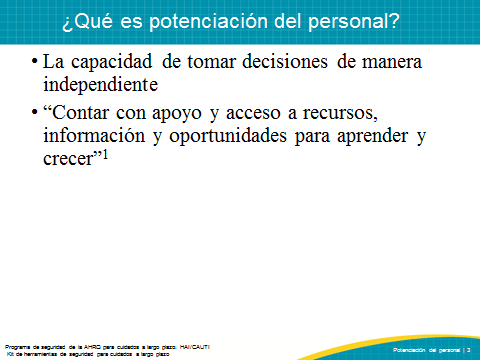 ¿Qué es potenciación del personal?
• La capacidad de tomar decisiones de manera
independiente
• “Contar con apoyo y acceso a recursos,
información y oportunidades para aprender y
crecer”1
Programa de seguridad de la AHRQ para cuidados a largo plazo: HAI/CAUTI
Kit de herramientas de seguridad para cuidados a largo plazo
Potenciación del personal | 3